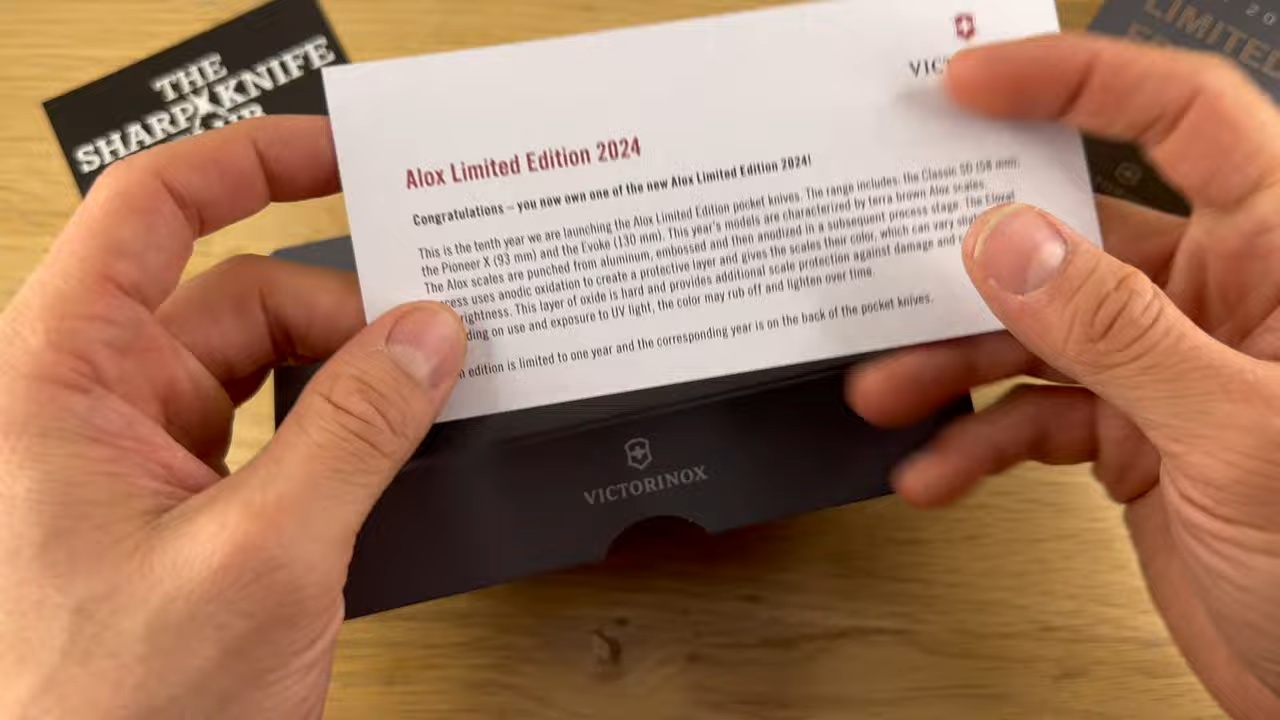 THE
SHARP KNIFE
VICT
LIMITED
Alox Limited Edition 2024
Congratulations – you now own one of the new Alox Limited Edition 2024!
This is the tenth year we are launching the Alox Limited Edition pocket knives. The range includes: the Classic SD (58 mm),
the Pioneer X (93 mm) and the Evoke (130 mm). This year's models are characterized by terra brown Alox scales.
The Alox scales are punched from aluminum, embossed and then anodized in a subsequent process stage. The
uses anodic oxidation to create a protective layer and gives the scales their color, which can vary
This layer of oxide is hard and provides additional scale protection against damage and
on use and exposure to UV light, the color may rub off and lighten over time.
edition is limited to one year and the corresponding year is on the back of the pocket knives.
VICTORINOX